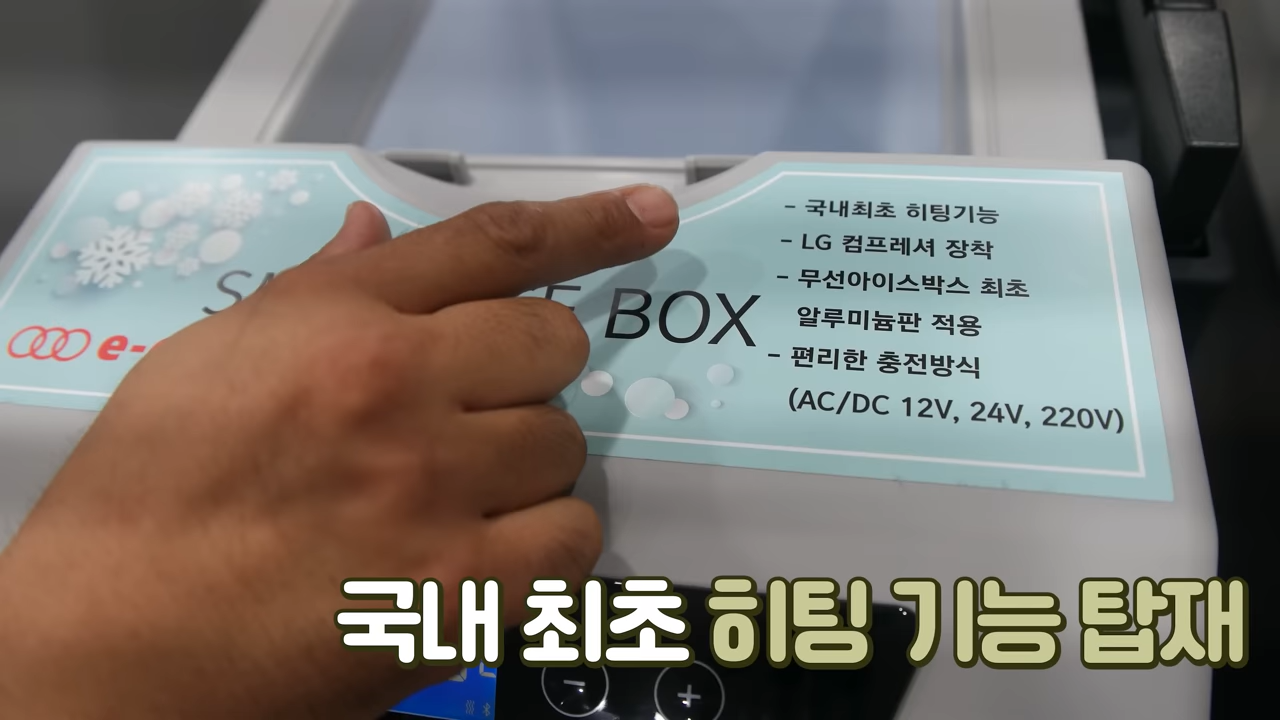 - 국내최초 히팅기능
- LG 컴프레셔 장착
- 무선아이스박스 최초
알루미늄판 적용
- 편리한 충전방식
(AC/DC 12V, 24V, 220V)
BOX
e-
국내 최초 히팅 기능 탑재
- +